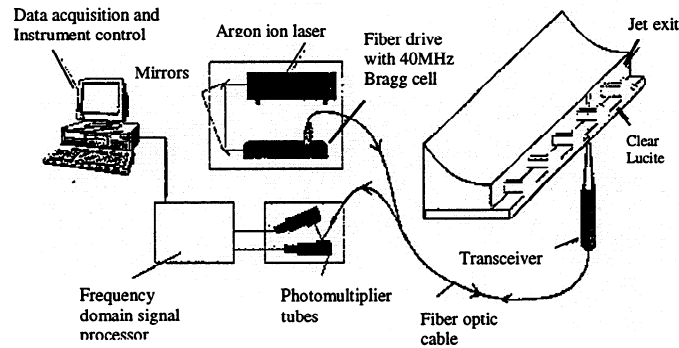 Data acquisition and
Instrument control
Mirrors
Argon ion laser
Fiber drive
with 40MHz
Bragg cell
Jet exit
Clear
Lucite
Transceiver
Fiber optic
cable
Photomultiplier
tubes
Frequency
domain signal
processor